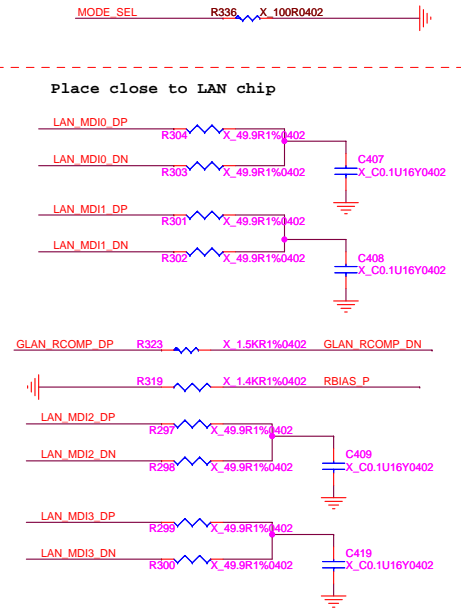 MODE_SEL R336 X_100R0402
Place close to LAN chip
LAN_MDI0_DP
R304 X_49.9R1%0402
LAN_MDI0_DN
R303 X_49.9R1%0402
C407
X_C0.1U16Y0402
LAN_MDI1_DP
R301 X_49.9R1%0402
LAN_MDI1_DN
R302 X_49.9R1%0402
C408
X_C0.1U16Y0402
GLAN_RCOMP_DP R323 X_1.5KR1%0402 GLAN_RCOMP_DN
R319 X_1.4KR1%0402 RBIAS_P
LAN_MDI2_DP
R297 X_49.9R1%0402
LAN_MDI2_DN
R298 X_49.9R1%0402
C409
X_C0.1U16Y0402
LAN_MDI3_DP
R299 X_49.9R1%0402
LAN_MDI3_DN
R300 X_49.9R1%0402
C419
X_C0.1U16Y0402